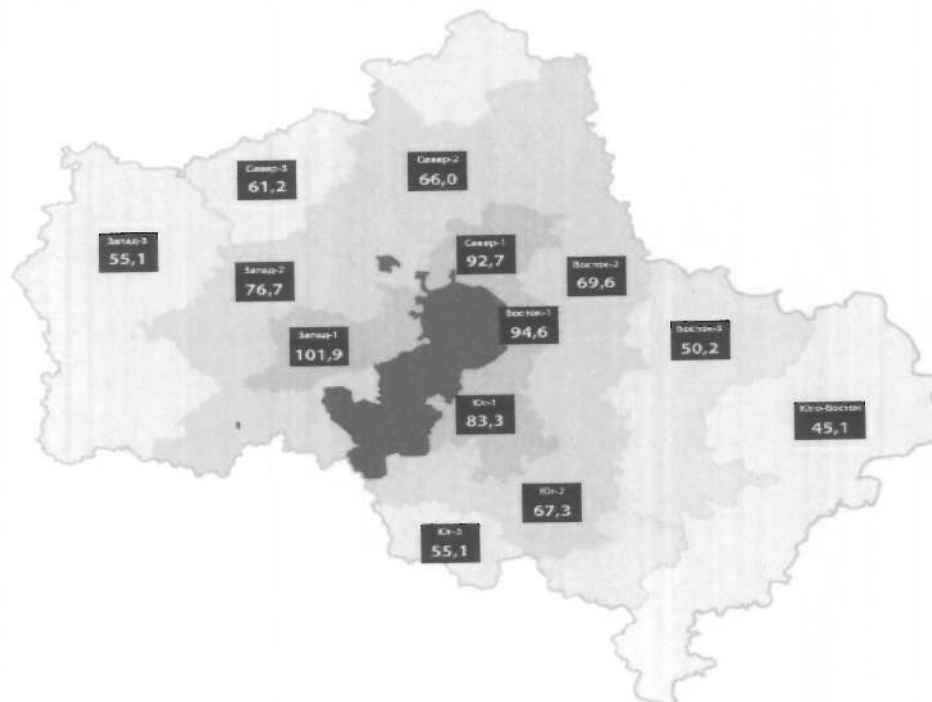 Север-3
61,2
Север-2
66,0
Запад-3
55,1
Север-1
92,7
Запад-2
76,7
Восток-2
69,6
Восток-1
94,6
Запад-1
101,9
Восток-3
50,2
Юг-1
83,3
Юго-Восток
45,1
Юг-2
67,3
Юг-3
55,1